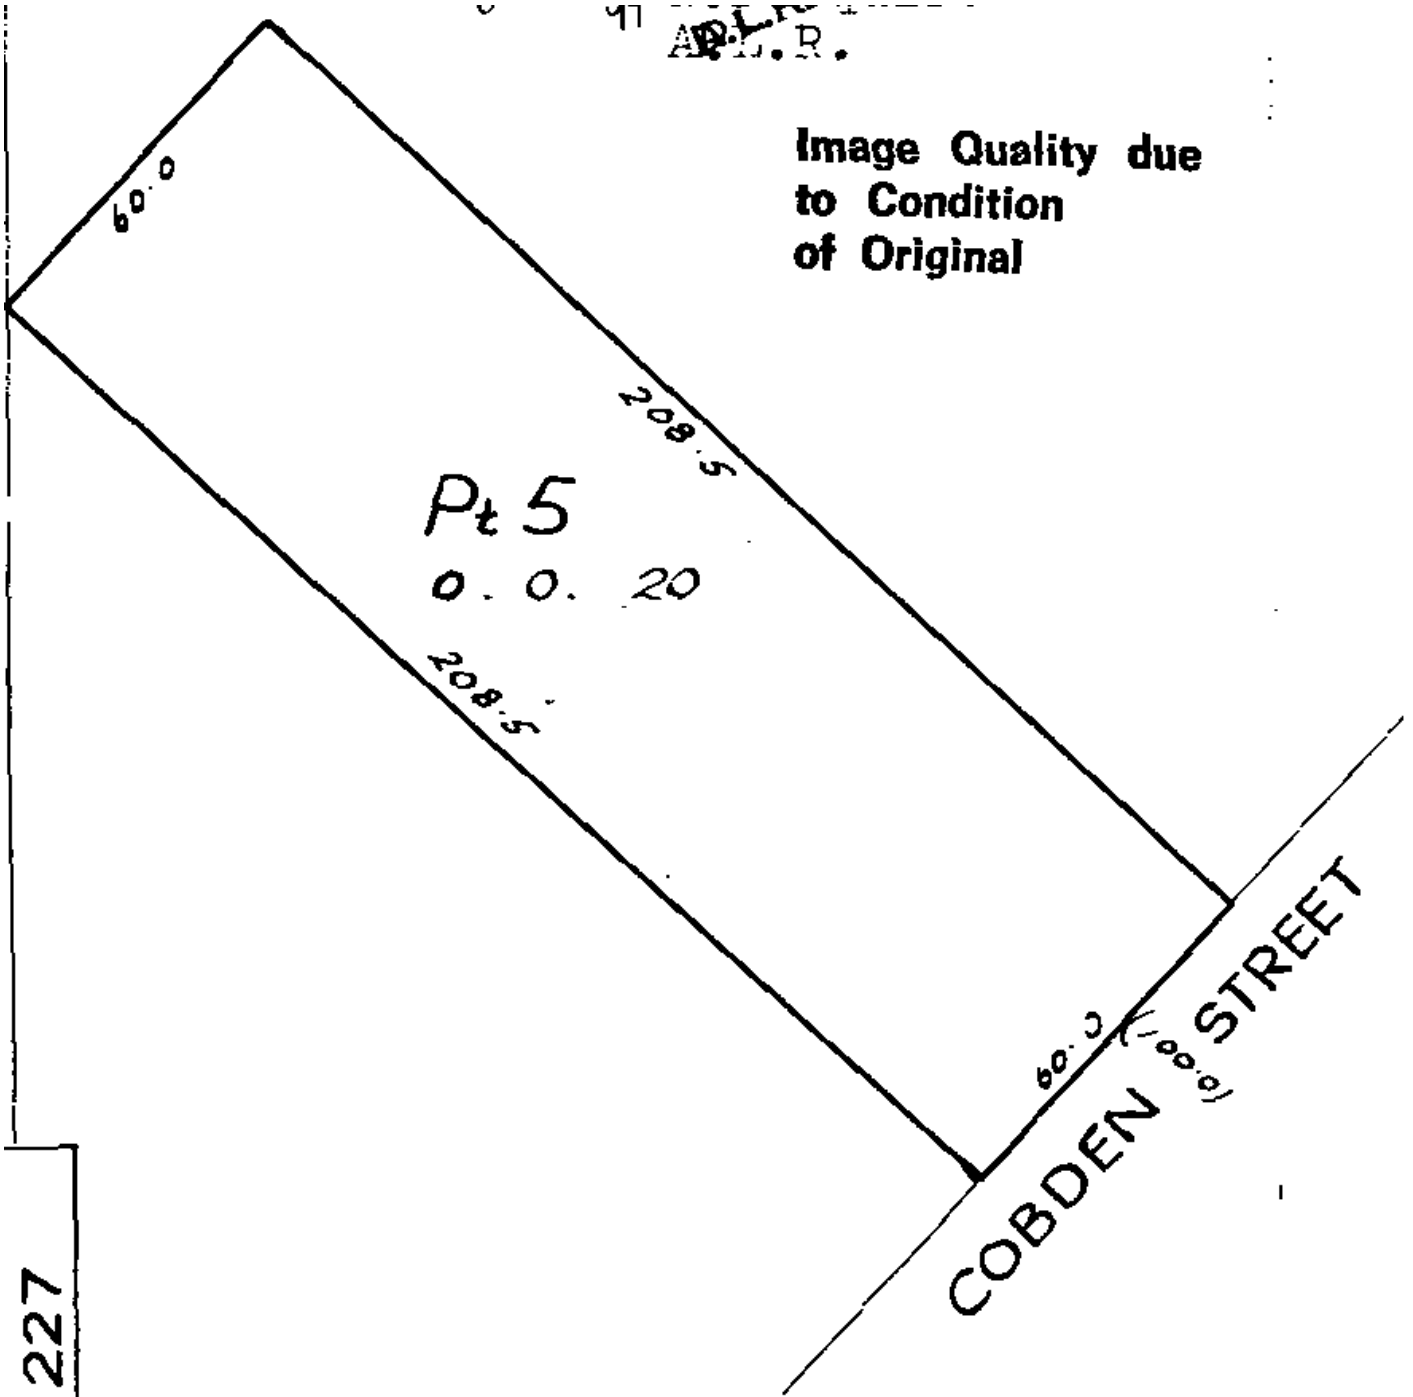 A.L.R.
Image Quality due
to Condition
of Original
60.0
208.5
Pt 5
0. 0. 20
208.5
60.0
(100.0)
COBDEN STREET
227